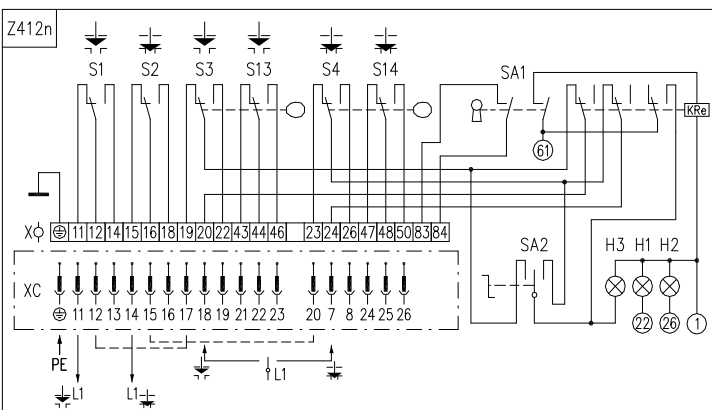 Z412n
S1 S2 S3 S13 S4 S14 SA1
KRe
61
X 11 12 14 15 16 18 19 20 22 43 44 46 23 24 26 47 48 50 83 84
SA2 H3 H1 H2
XC
11 12 13 14 15 16 17 18 19 21 22 23 20 7 8 24 25 26
22 26 1
PE
L1 L1 L1